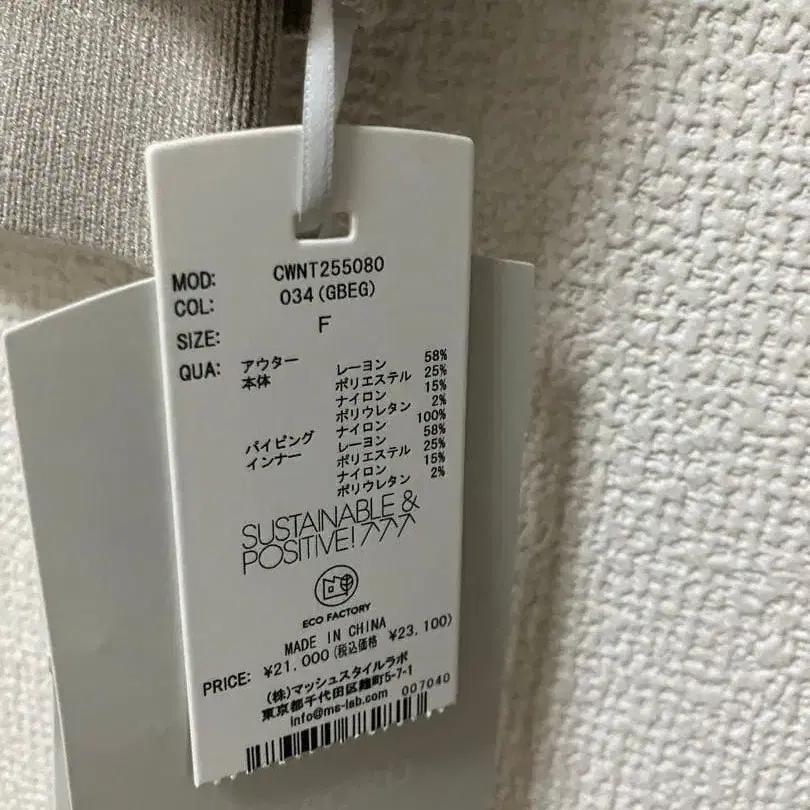 MOD: CWNT255080
COL: 034(GBEG)
SIZE: F
QUA: アウター
本体 レーヨン 58%
ポリエステル 25%
ナイロン 15%
ポリウレタン 2%
パイピング ナイロン 100%
インナー レーヨン 58%
ポリエステル 25%
ナイロン 15%
ポリウレタン 2%
SUSTAINABLE &
POSITIVE!
ECO FACTORY
MADE IN CHINA
PRICE: ¥21,000(税込価格 ¥23,100)
(株)マッシュスタイルラボ
東京都千代田区麹町5-7-1
info@ms-lab.com 007040